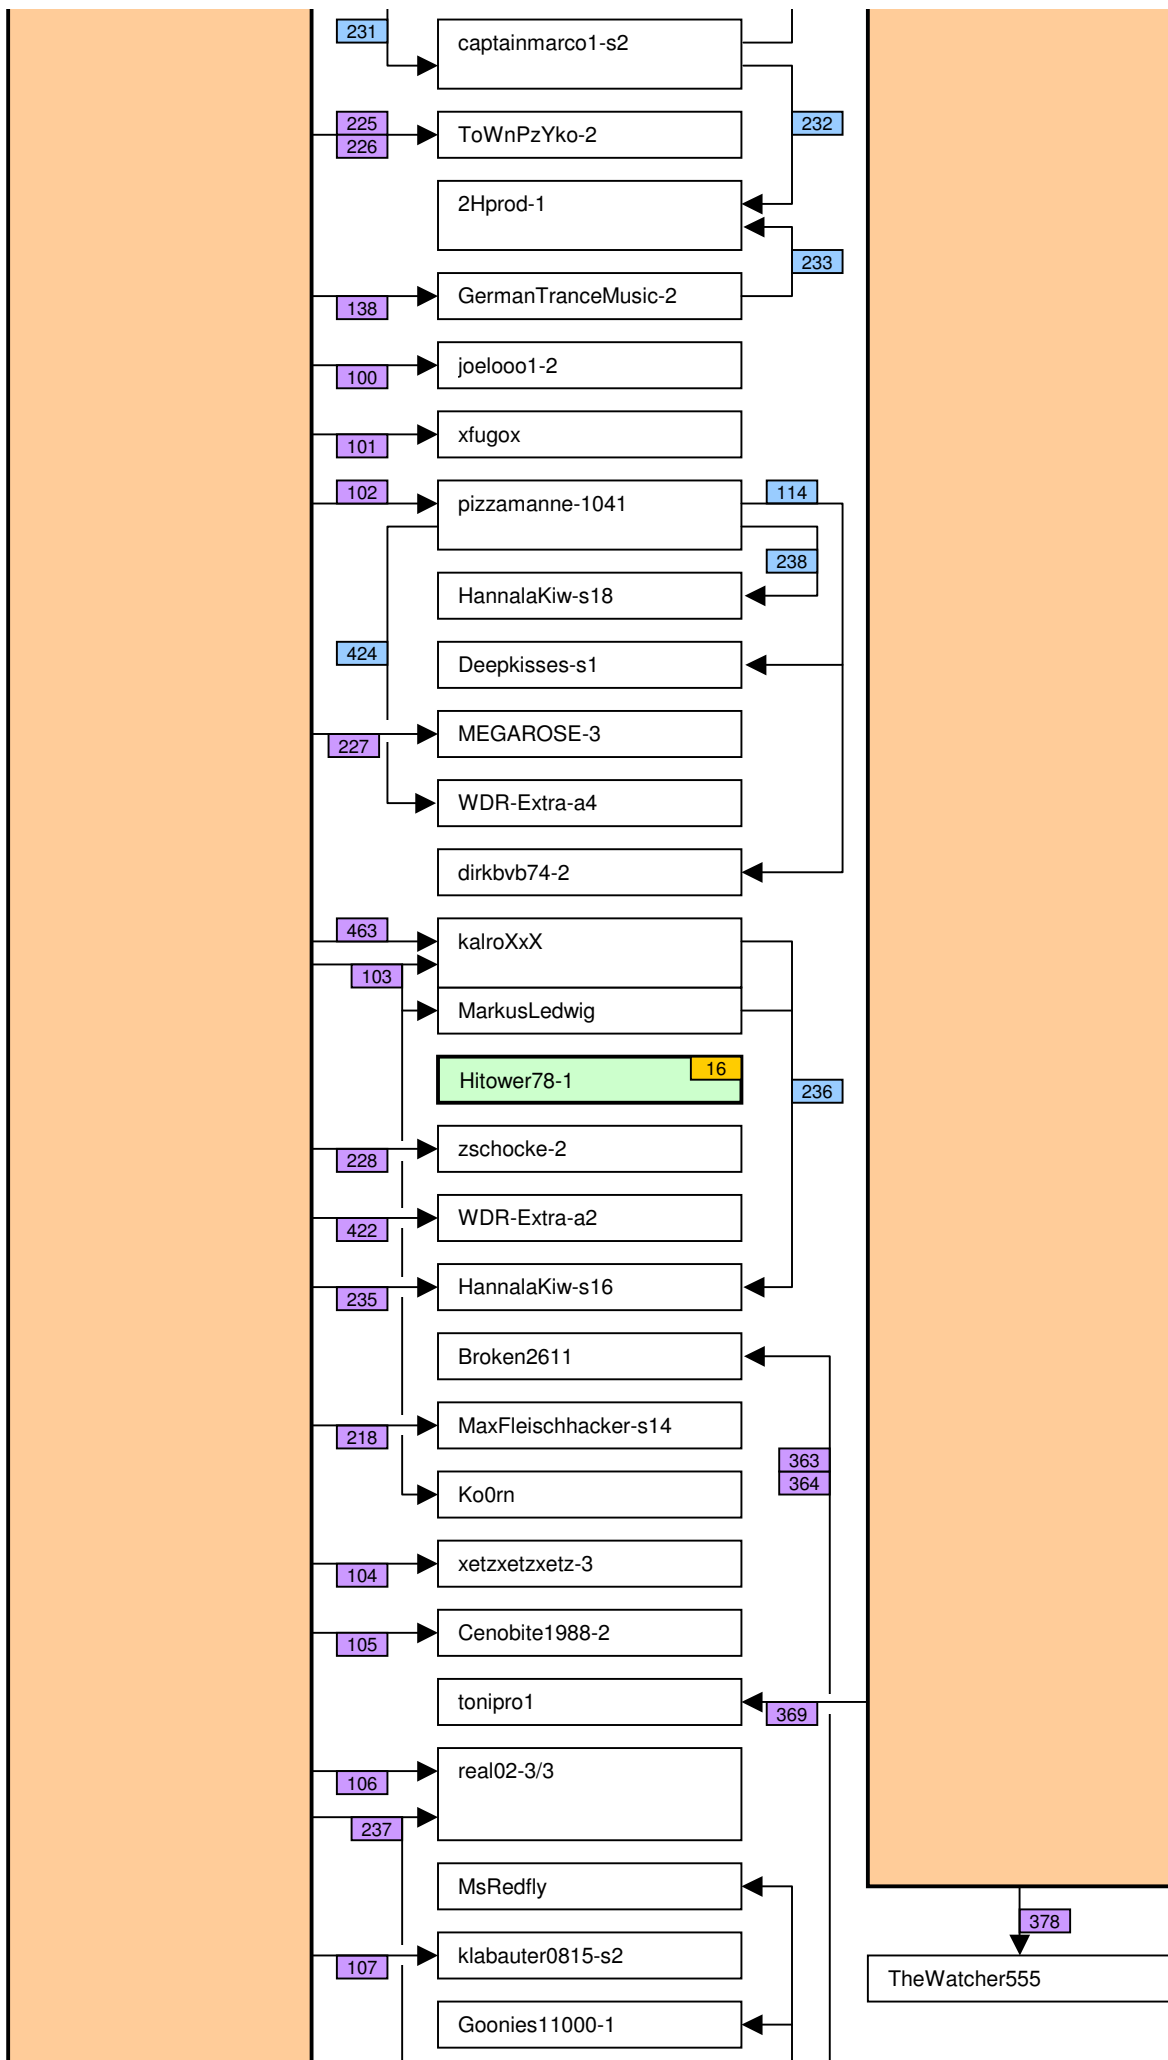 231
captainmarco1-s2
225
226
ToWnPzYko-2
232
2Hprod-1
233
138
GermanTranceMusic-2
100
joelooo1-2
101
xfugox
102
pizzamanne-1041
114
238
HannalaKiw-s18
424
Deepkisses-s1
227
MEGAROSE-3
WDR-Extra-a4
dirkbvb74-2
463
kalroXxX
103
MarkusLedwig
16
Hitower78-1
236
228
zschocke-2
422
WDR-Extra-a2
235
HannalaKiw-s16
Broken2611
218
MaxFleischhacker-s14
363
364
Ko0rn
104
xetzxetzxetz-3
105
Cenobite1988-2
tonipro1
369
106
real02-3/3
237
MsRedfly
378
107
klabauter0815-s2
TheWatcher555
Goonies11000-1